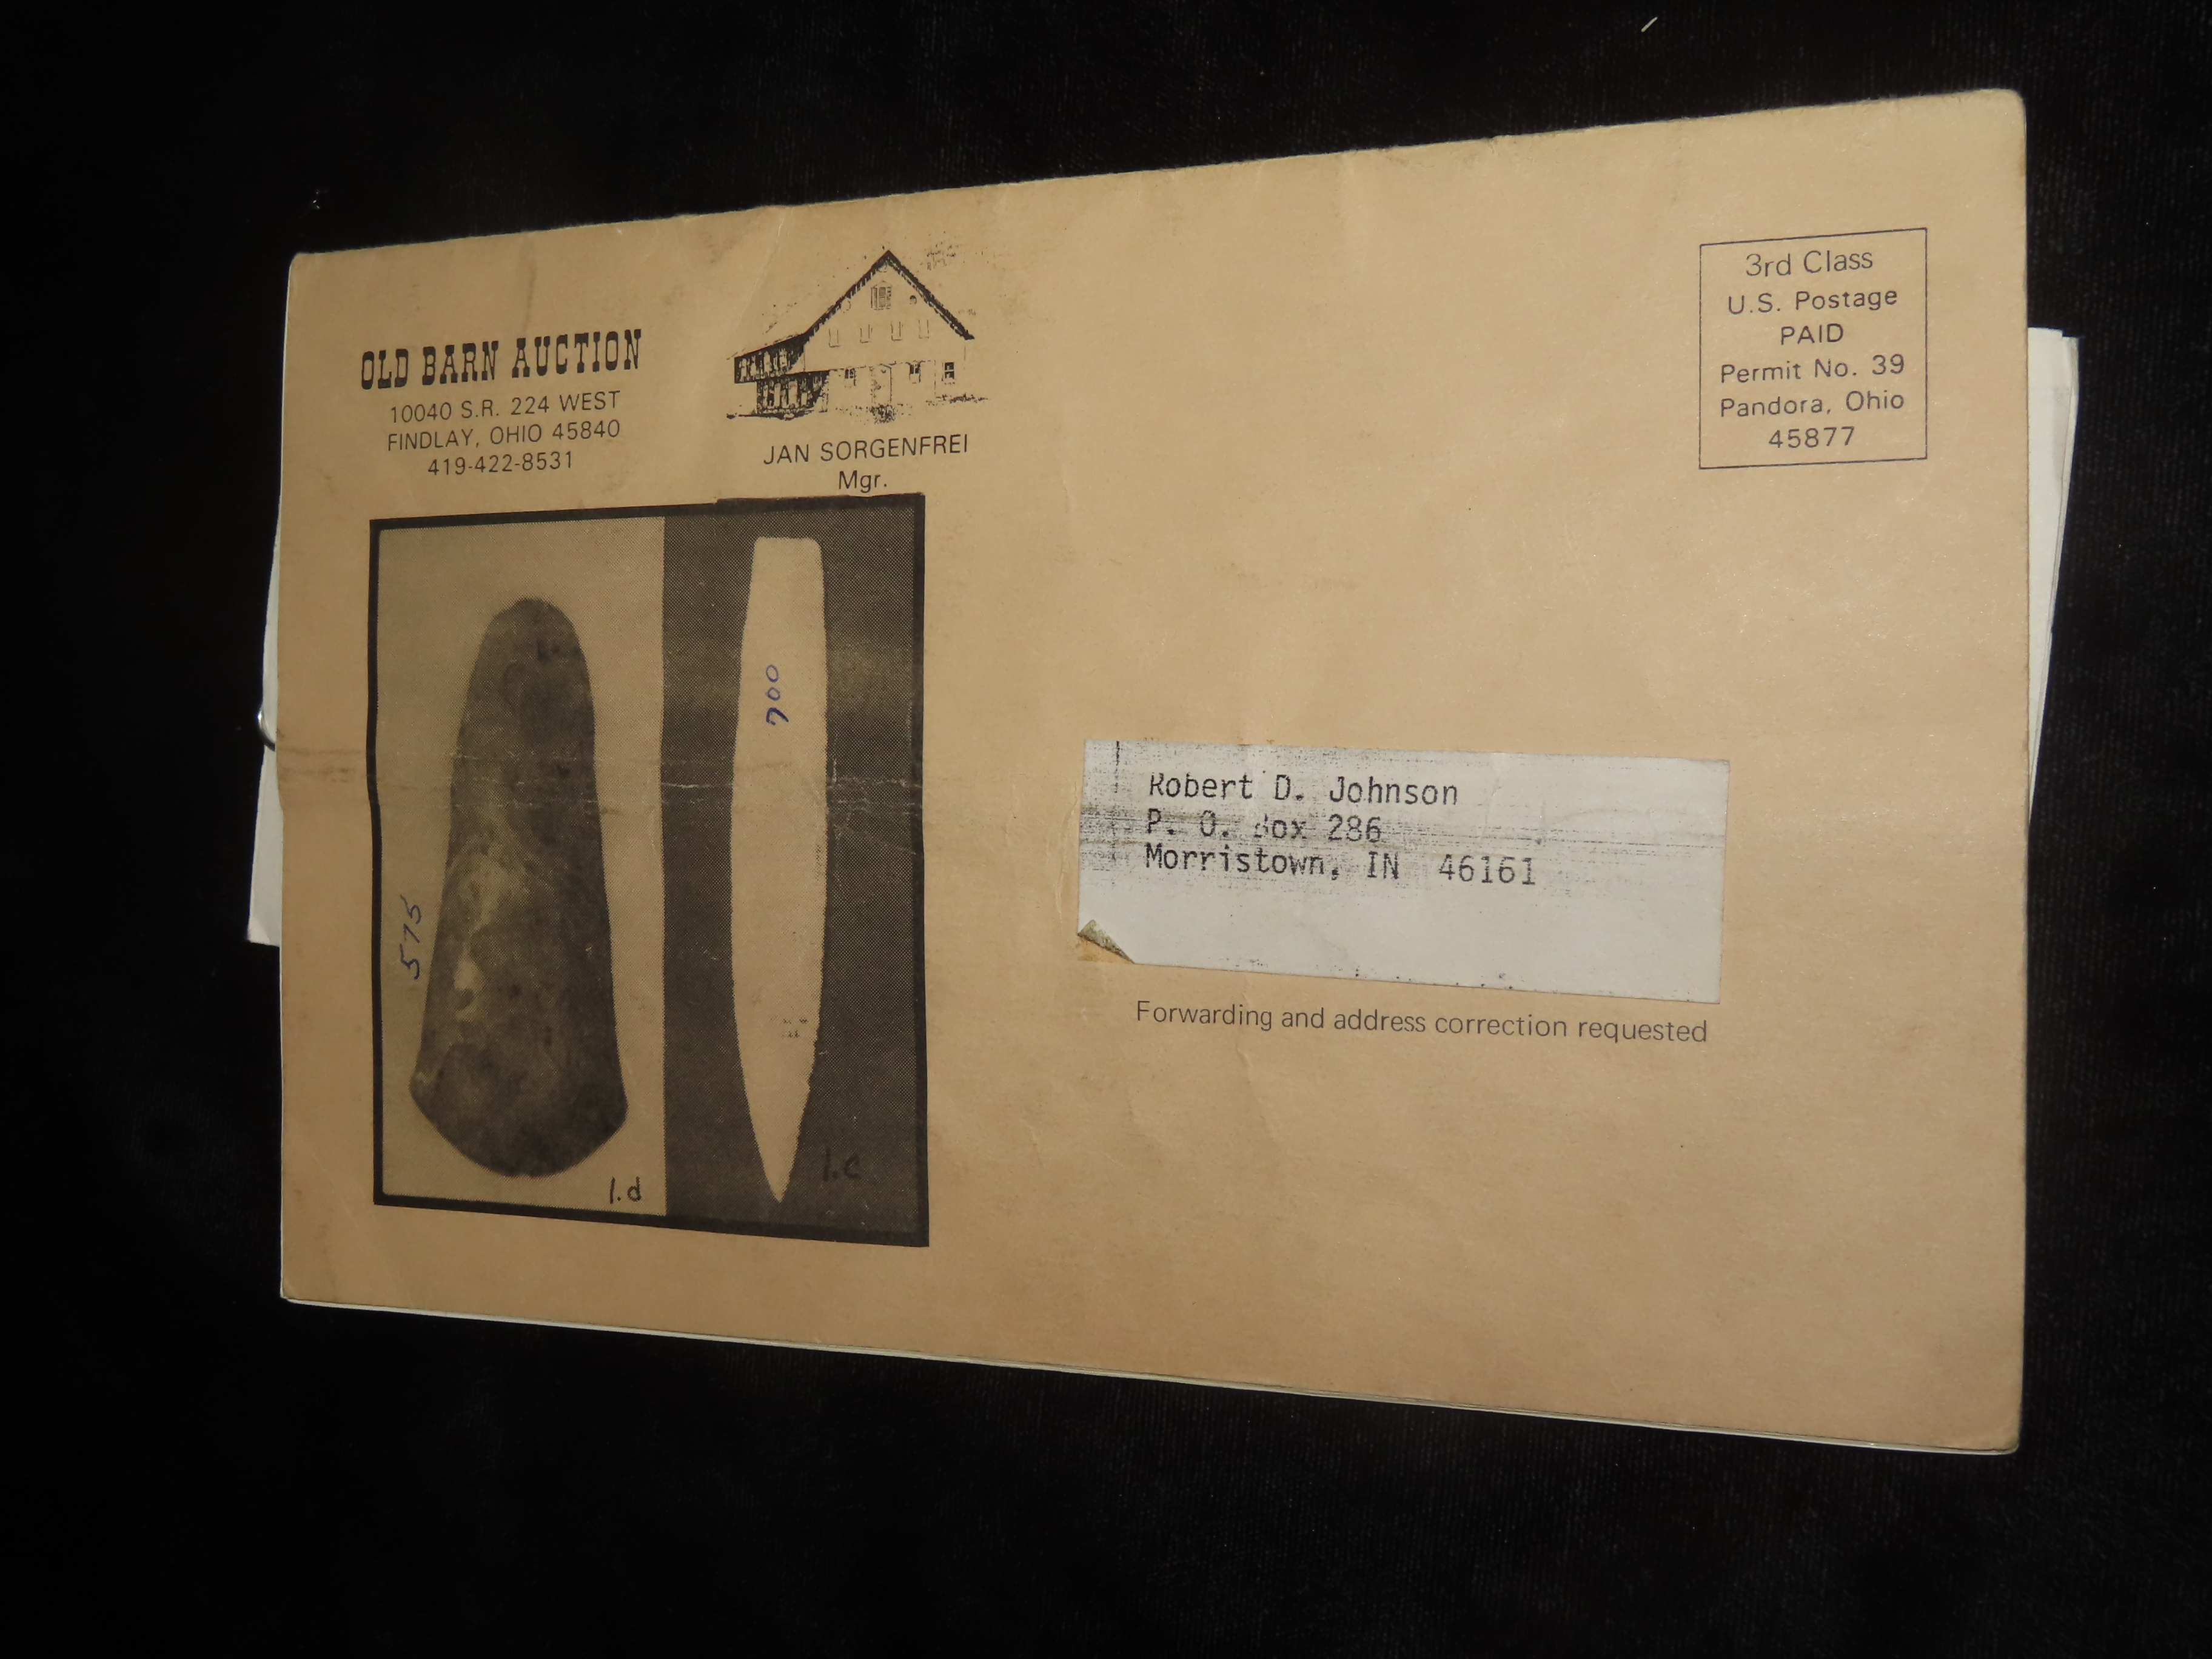 OLD BARN AUCTION
10040 S.R. 224 WEST
FINDLAY, OHIO 45840
419-422-8531
JAN SORGENFREI
Mgr.
3rd Class
U.S. Postage
PAID
Permit No. 39
Pandora, Ohio
45877
575
700
1.d
1.c
Robert D. Johnson
P. O. Box 286
Morristown, IN 46161
Forwarding and address correction requested